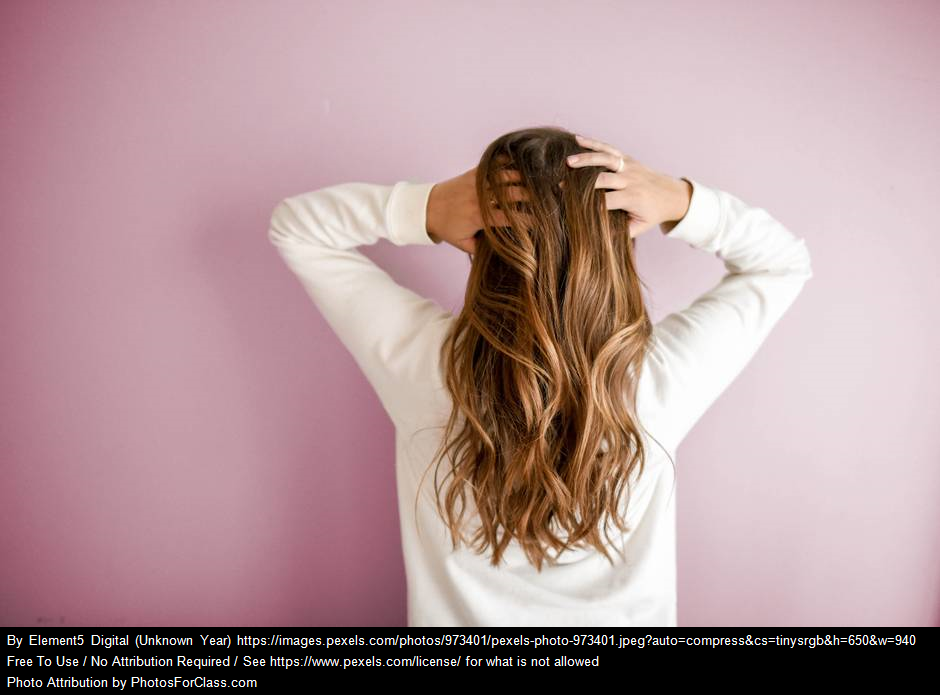 By Element5 Digital (Unknown Year) https://images.pexels.com/photos/973401/pexels-photo-973401.jpeg?auto=compress&cs=tinysrgb&h=650&w=940
Free To Use / No Attribution Required / See https://www.pexels.com/license/ for what is not allowed
Photo Attribution by PhotosForClass.com